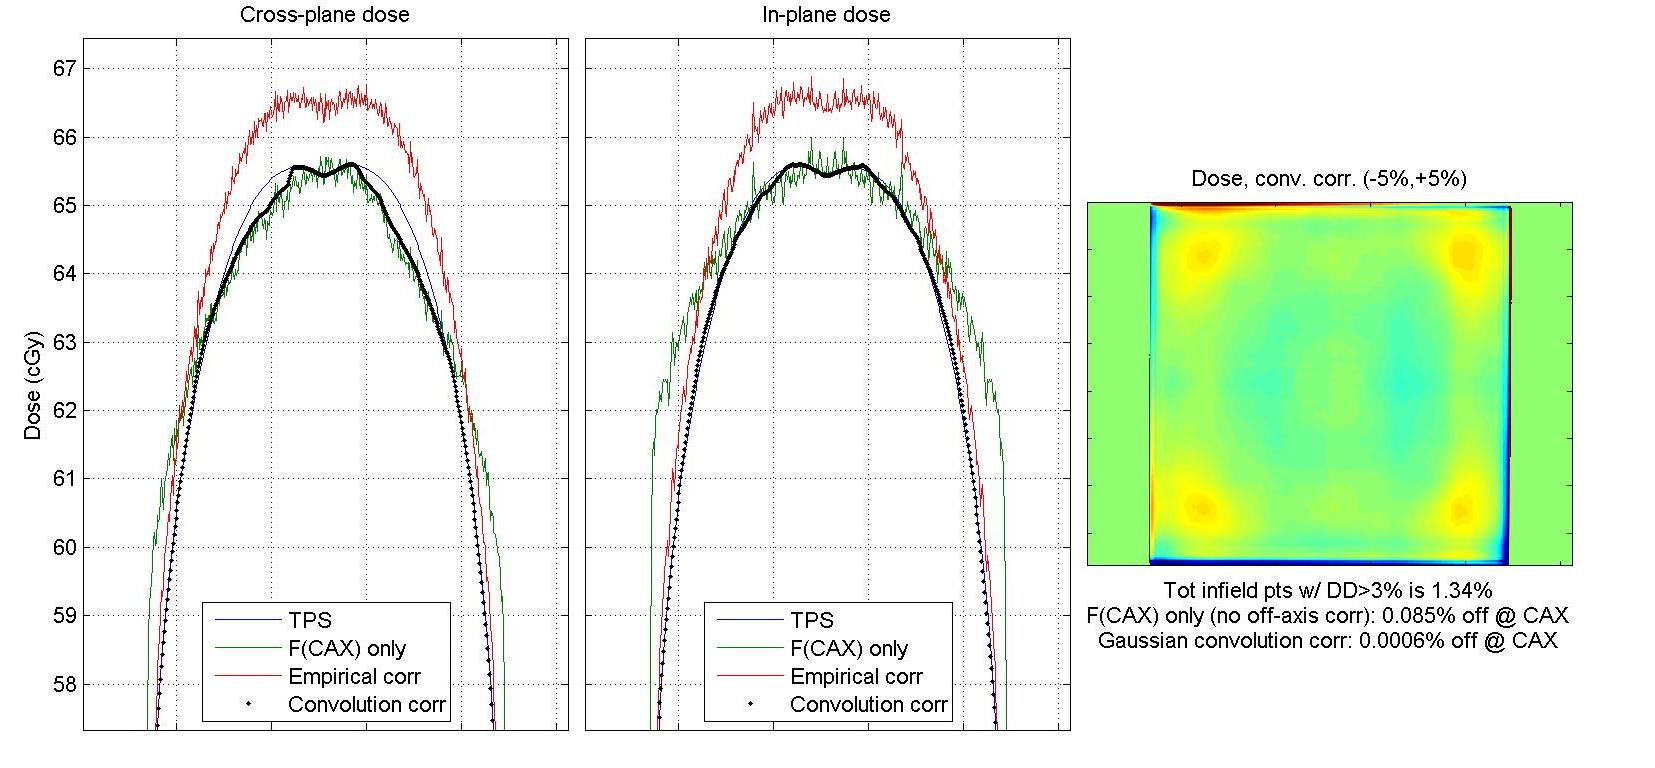 Cross-plane dose
In-plane dose
67
66
65
64
63
62
61
60
59
58
Dose (cGy)
TPS
F(CAX) only
Empirical corr
Convolution corr
TPS
F(CAX) only
Empirical corr
Convolution corr
Dose, conv. corr. (-5%,+5%)
Tot infield pts w/ DD>3% is 1.34%
F(CAX) only (no off-axis corr): 0.085% off @ CAX
Gaussian convolution corr: 0.0006% off @ CAX